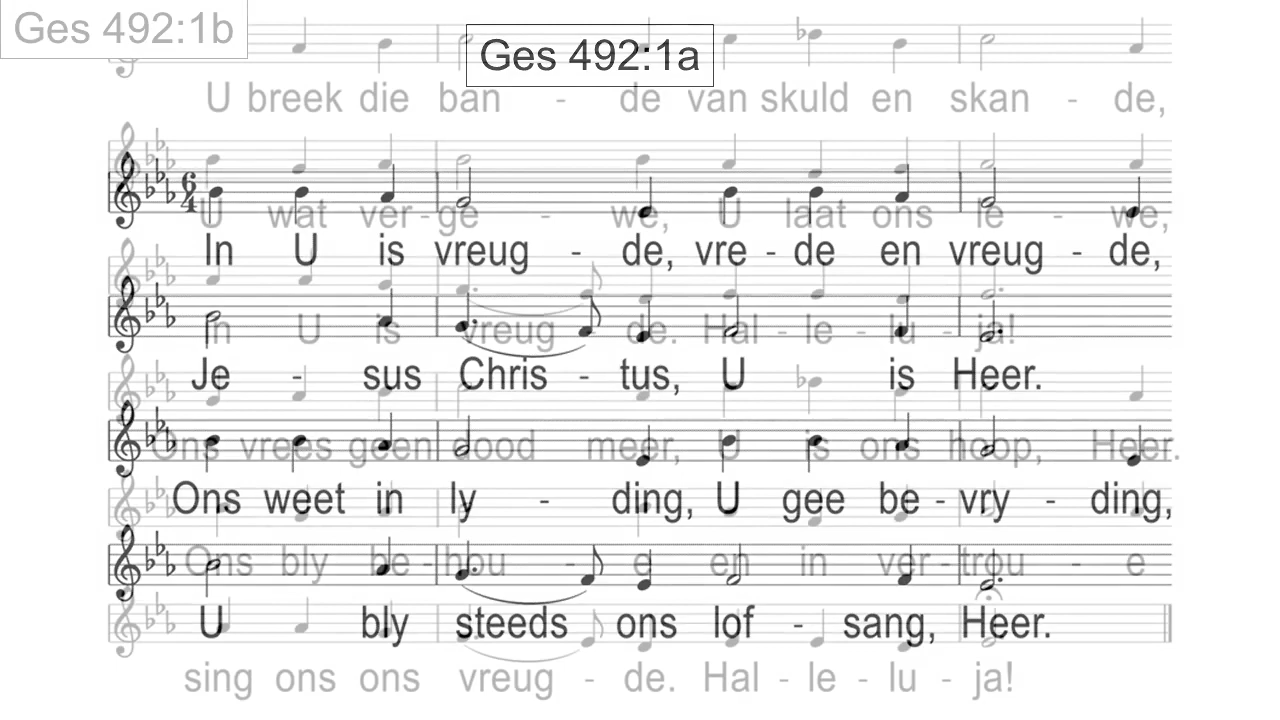 Ges 492:1b
Ges 492:1a
U breek die ban - de van skuld en skan - de,
U wat ver - ge - we, U laat ons le - we,
In U is vreug - de, vre - de en vreug - de,
In U is vreug - de. Hal - le - lu - ja!
Je - sus Chris - tus, U is Heer.
Ons vrees geen dood meer, U is ons hoop, Heer.
Ons weet in ly - ding, U gee be - vry - ding,
Ons bly be - hou - e en in ver - trou - e
U bly steeds ons lof - sang, Heer.
sing ons ons vreug - de. Hal - le - lu - ja!